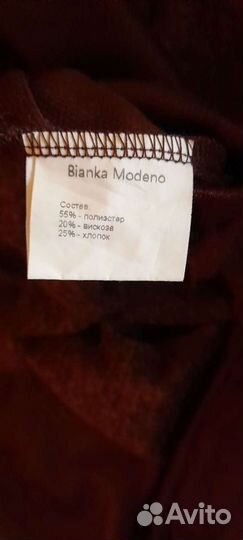 Bianka Modeno
Состав:
55% - полиэстер
20% - вискоза
25% - хлопок
Avito